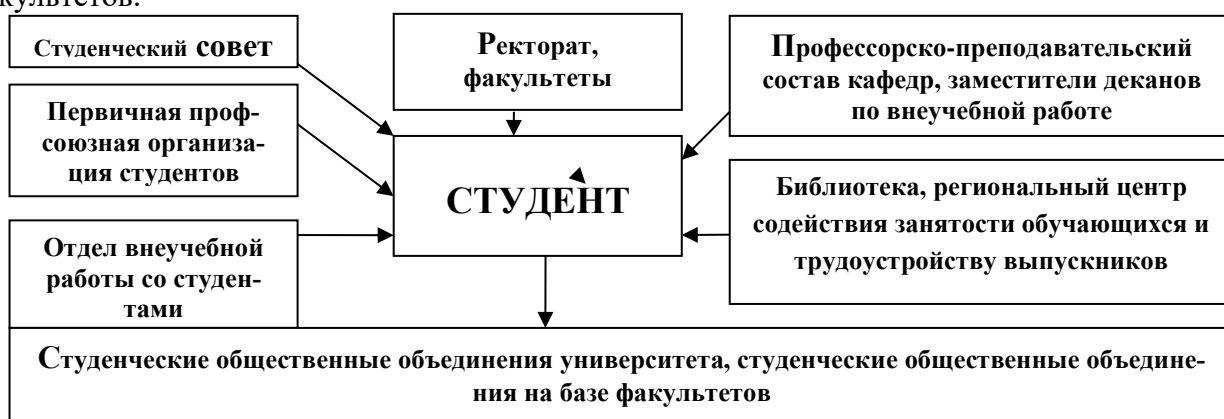 культетов.
Студенческий совет
Ректорат,
факультеты
Профессорско-преподавательский
состав кафедр, заместители деканов
по внеучебной работе
Первичная проф-
союзная организа-
ция студентов
СТУДЕНТ
Библиотека, региональный центр
содействия занятости обучающихся и
трудоустройству выпускников
Отдел внеучебной
работы со студен-
тами
Студенческие общественные объединения университета, студенческие общественные объедине-
ния на базе факультетов